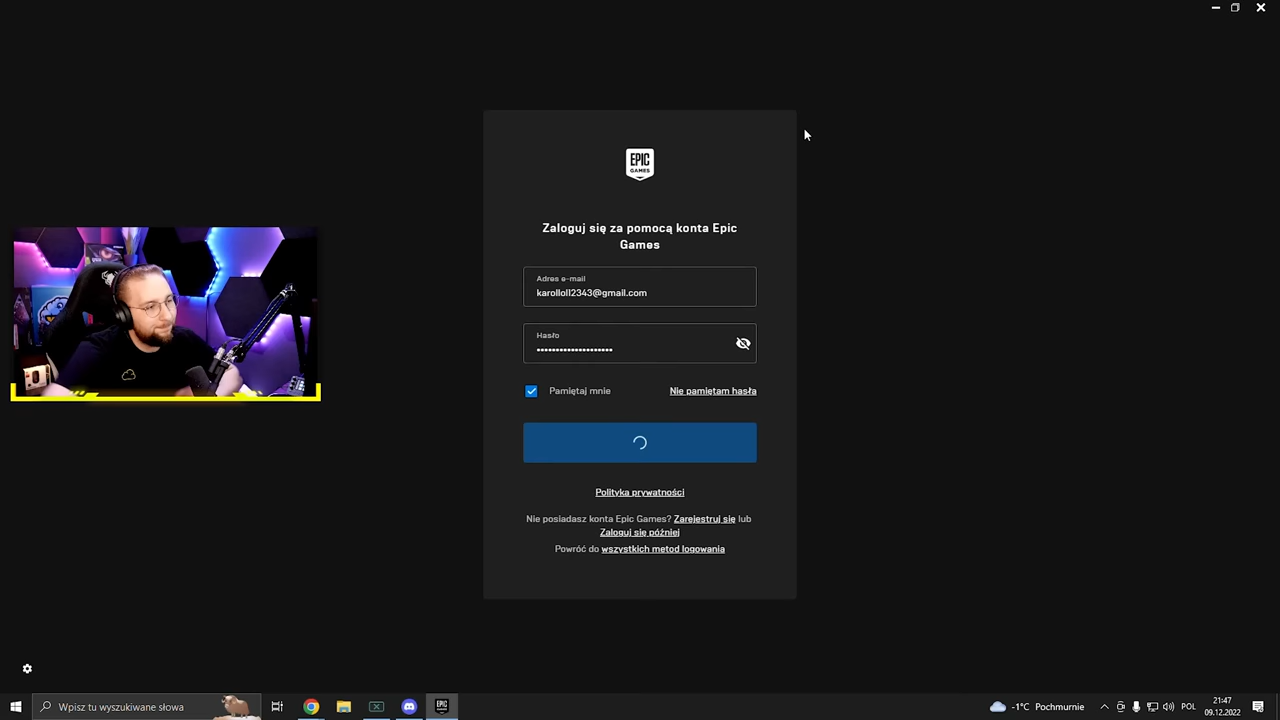 EPIC
GAMES
Zaloguj się za pomocą konta Epic
Games
Adres e-mail
karollol12343@gmail.com
Hasło
••••••••••••••••••••
Pamiętaj mnie
Nie pamiętam hasła
Polityka prywatności
Nie posiadasz konta Epic Games? Zarejestruj się lub
Zaloguj się później
Powróć do wszystkich metod logowania
Wpisz tu wyszukiwane słowa
EPIC
-1°C Pochmurnie
POL
21:47
09.12.2022